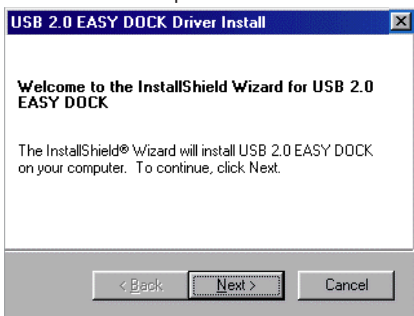 USB 2.0 EASY DOCK Driver Install
Welcome to the InstallShield Wizard for USB 2.0
EASY DOCK
The InstallShield® Wizard will install USB 2.0 EASY DOCK
on your computer. To continue, click Next.
< Back Next > Cancel